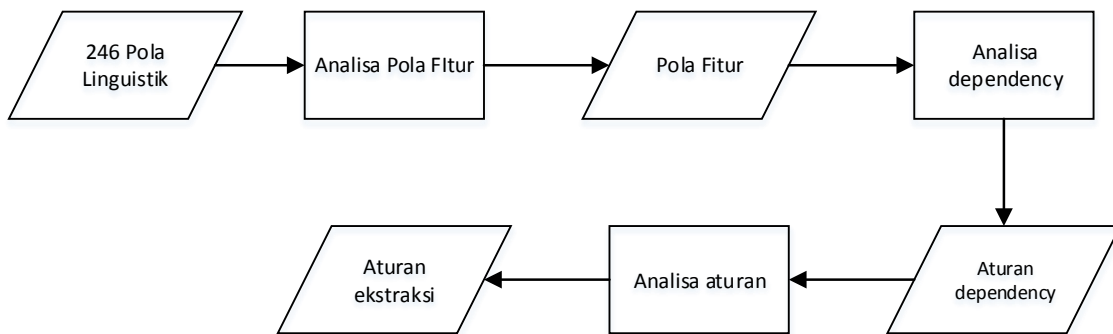 246 Pola
Linguistik
Analisa Pola FItur
Pola Fitur
Analisa
dependency
Aturan
dependency
Analisa aturan
Aturan
ekstraksi